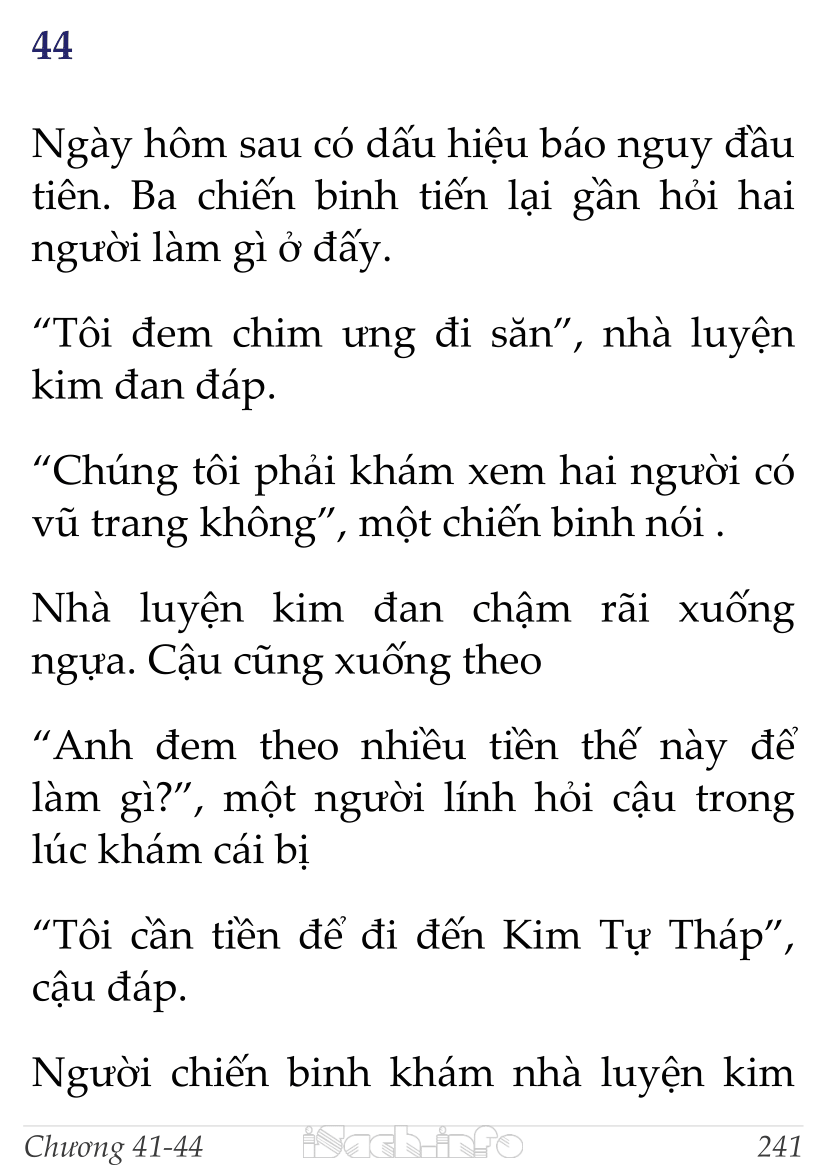 44
Ngày hôm sau có dấu hiệu báo nguy đầu
tiên. Ba chiến binh tiến lại gần hỏi hai
người làm gì ở đấy.
“Tôi đem chim ưng đi săn”, nhà luyện
kim đan đáp.
“Chúng tôi phải khám xem hai người có
vũ trang không”, một chiến binh nói .
Nhà luyện kim đan chậm rãi xuống
ngựa. Cậu cũng xuống theo
“Anh đem theo nhiều tiền thế này để
làm gì?”, một người lính hỏi cậu trong
lúc khám cái bị
“Tôi cần tiền để đi đến Kim Tự Tháp”,
cậu đáp.
Người chiến binh khám nhà luyện kim
Chương 41-44 iSach.info 241